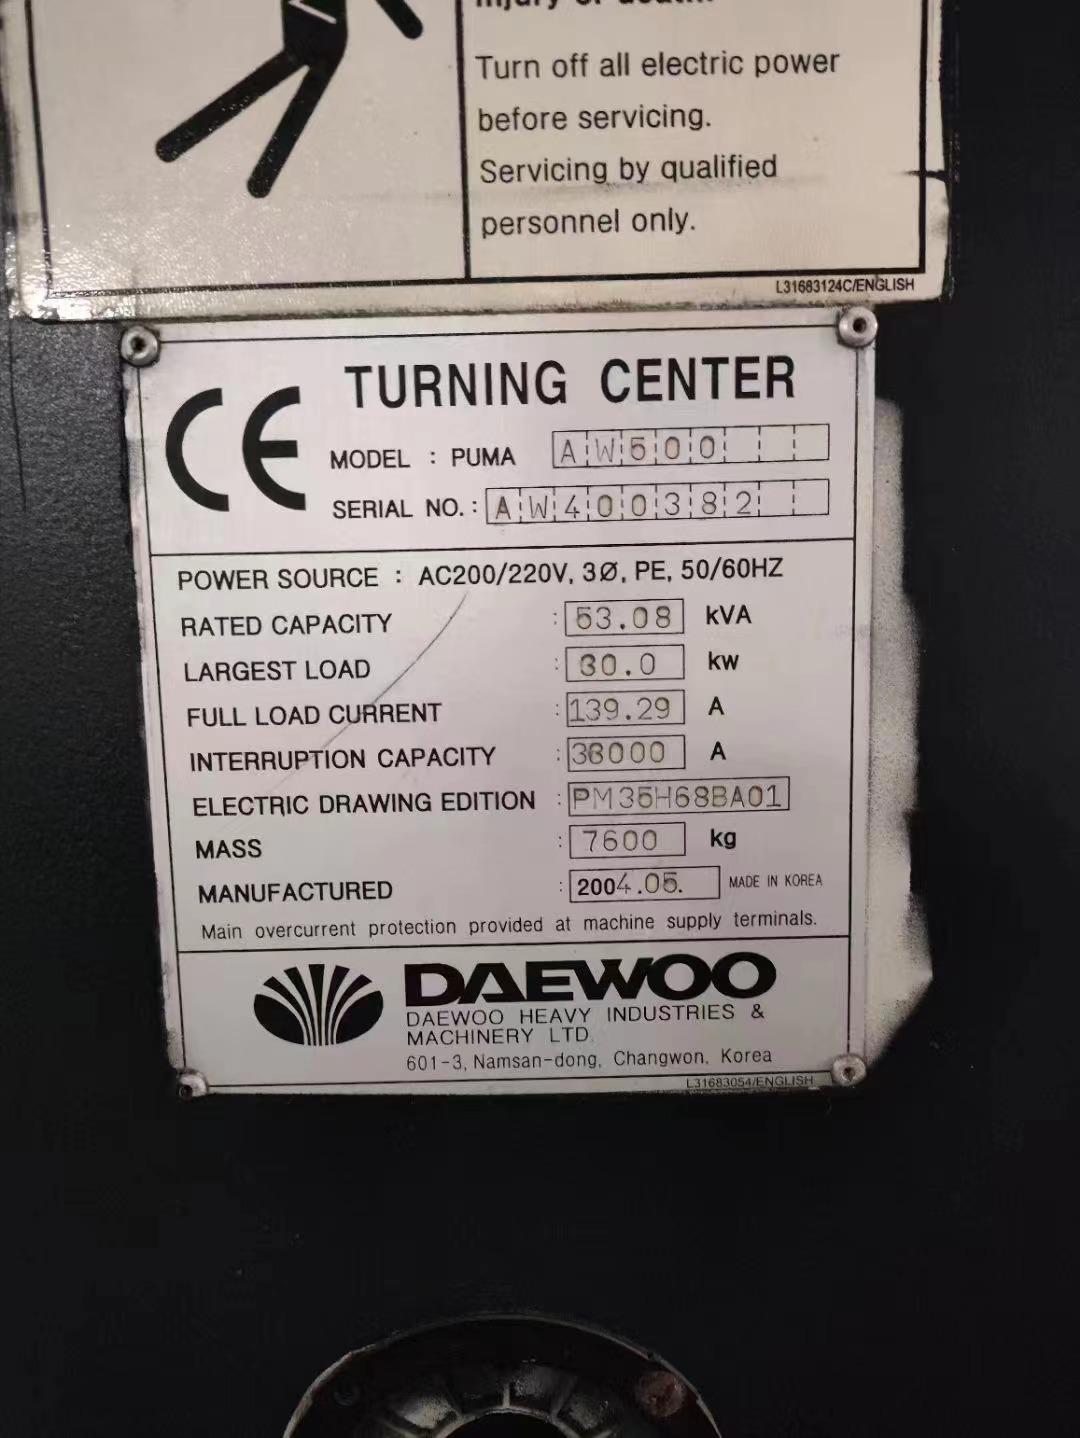 Turn off all electric power
before servicing.
Servicing by qualified
personnel only.
L31683124C/ENGLISH
CE TURNING CENTER
MODEL : PUMA AW500
SERIAL NO. : AW400382
POWER SOURCE : AC200/220V, 3Ø, PE, 50/60HZ
RATED CAPACITY : 53.08 kVA
LARGEST LOAD : 30.0 kw
FULL LOAD CURRENT : 139.29 A
INTERRUPTION CAPACITY : A
ELECTRIC DRAWING EDITION : PM35H68BA01
MASS : 7600 kg
MANUFACTURED : 2004.05. MADE IN KOREA
Main overcurrent protection provided at machine supply terminals.
DAEWOO
DAEWOO HEAVY INDUSTRIES &
MACHINERY LTD.
601-3, Namsan-dong, Changwon, Korea
L31683054/ENGLISH